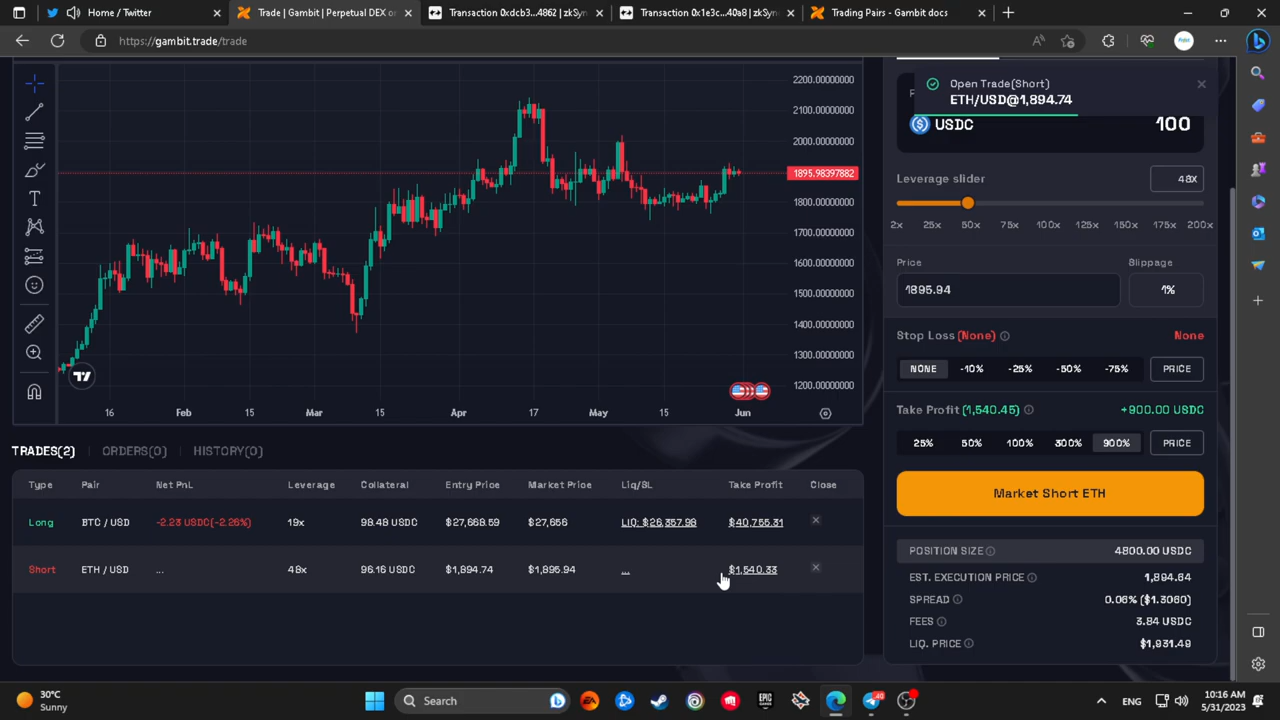 Home / Twitter
Trade | Gambit | Perpetual DEX or
Transaction 0xdcb3...4862 | zkSyn
Transaction 0x1e3c...40a8 | zkSyn
Trading Pairs - Gambit docs
https://gambit.trade/trade
Open Trade(Short)
ETH/USD@1,894.74
USDC
100
Leverage slider
48X
2x 25x 50x 75x 100x 125x 150x 175x 200x
Price
Slippage
1895.94
1%
Stop Loss (None)
None
NONE -10% -25% -50% -75% PRICE
Take Profit (1,540.45)
+900.00 USDC
25% 50% 100% 300% 900% PRICE
Market Short ETH
POSITION SIZE
4800.00 USDC
EST. EXECUTION PRICE
1,894.64
SPREAD
0.06% ($1.3060)
FEES
3.84 USDC
LIQ. PRICE
$1,931.49
2200.00000000
2100.00000000
2000.00000000
1895.98397882
1800.00000000
1700.00000000
1600.00000000
1500.00000000
1400.00000000
1300.00000000
1200.00000000
16 Feb 15 Mar 15 Apr 17 May 15 Jun
TRADES(2) ORDERS(0) HISTORY(0)
Type Pair Net PnL Leverage Collateral Entry Price Market Price Liq/SL Take Profit Close
Long BTC / USD -2.23 USDC(-2.26%) 19x 98.48 USDC $27,668.59 $27,656 LIQ: $26,357.98 $40,755.31
Short ETH / USD ... 48x 96.16 USDC $1,894.74 $1,895.94 ... $1,540.33
30°C
Sunny
Search
ENG
10:16 AM
5/31/2023